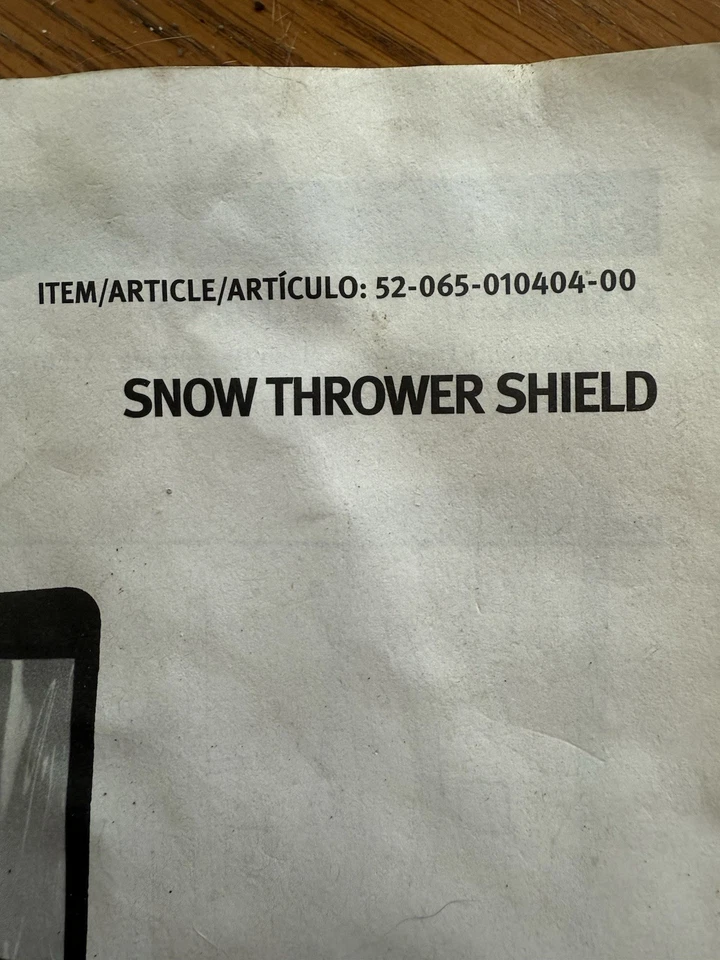 ITEM/ARTICLE/ARTÍCULO: 52-065-010404-00
SNOW THROWER SHIELD